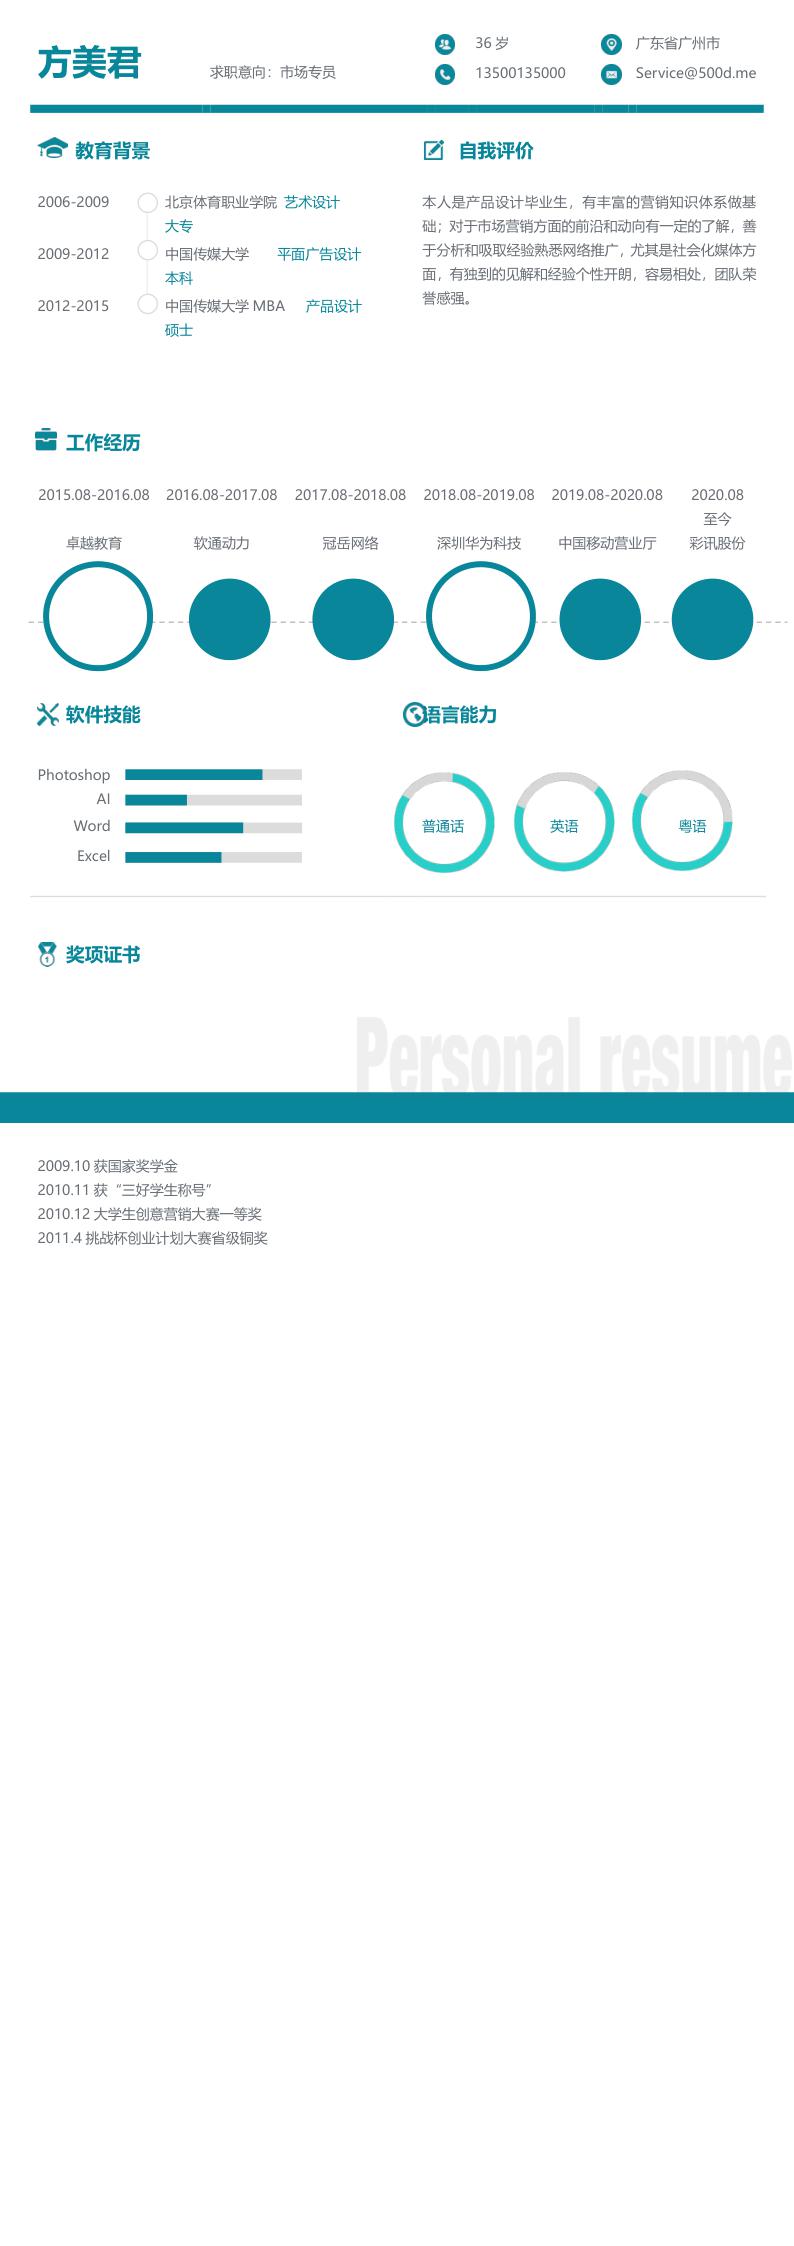 方美君
求职意向：市场专员
36 岁
广东省广州市
13500135000
Service@500d.me
教育背景
2006-2009 北京体育职业学院 艺术设计
大专
2009-2012 中国传媒大学 平面广告设计
本科
2012-2015 中国传媒大学 MBA 产品设计
硕士
自我评价
本人是产品设计毕业生，有丰富的营销知识体系做基
础；对于市场营销方面的前沿和动向有一定的了解，善
于分析和吸取经验熟悉网络推广，尤其是社会化媒体方
面，有独到的见解和经验个性开朗，容易相处，团队荣
誉感强。
工作经历
2015.08-2016.08 2016.08-2017.08 2017.08-2018.08 2018.08-2019.08 2019.08-2020.08 2020.08
至今
卓越教育 软通动力 冠岳网络 深圳华为科技 中国移动营业厅 彩讯股份
软件技能
Photoshop
AI
Word
Excel
语言能力
普通话 英语 粤语
奖项证书
1
Personal resume
2009.10 获国家奖学金
2010.11 获“三好学生称号”
2010.12 大学生创意营销大赛一等奖
2011.4 挑战杯创业计划大赛省级铜奖